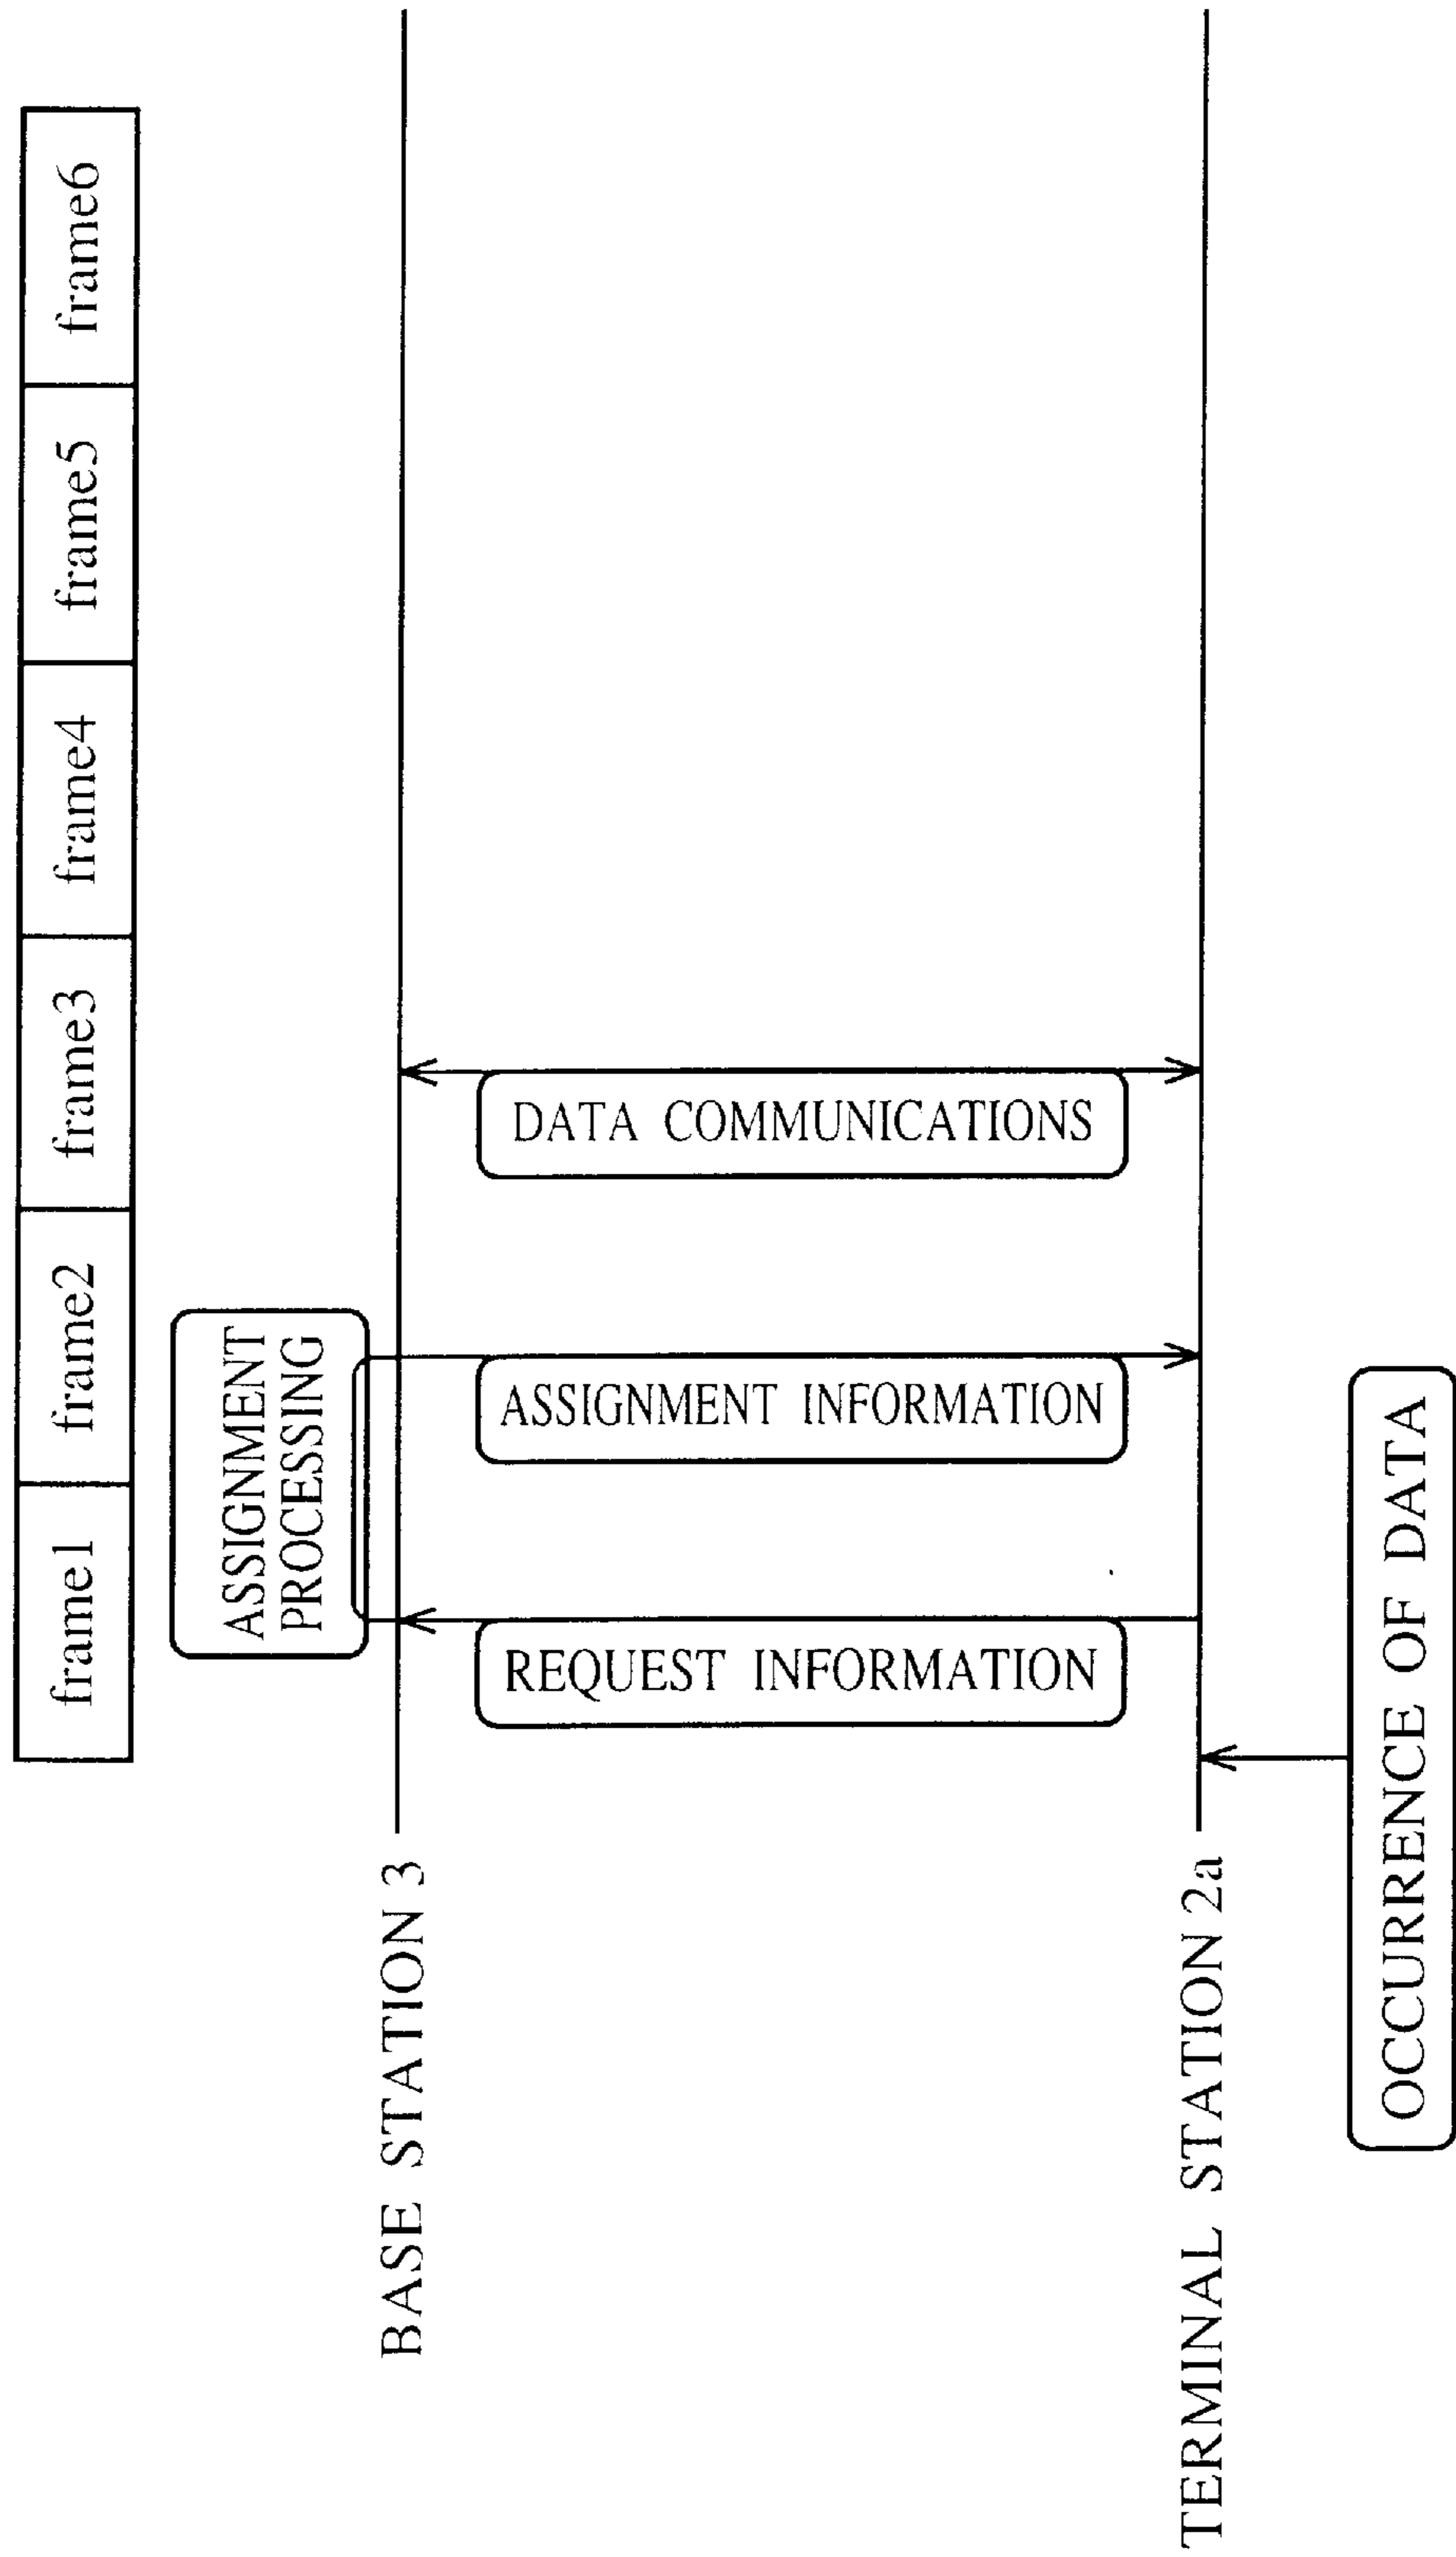 frame1
frame2
frame3
frame4
frame5
frame6
ASSIGNMENT
PROCESSING
BASE STATION 3
REQUEST INFORMATION
ASSIGNMENT INFORMATION
DATA COMMUNICATIONS
TERMINAL STATION 2a
OCCURRENCE OF DATA